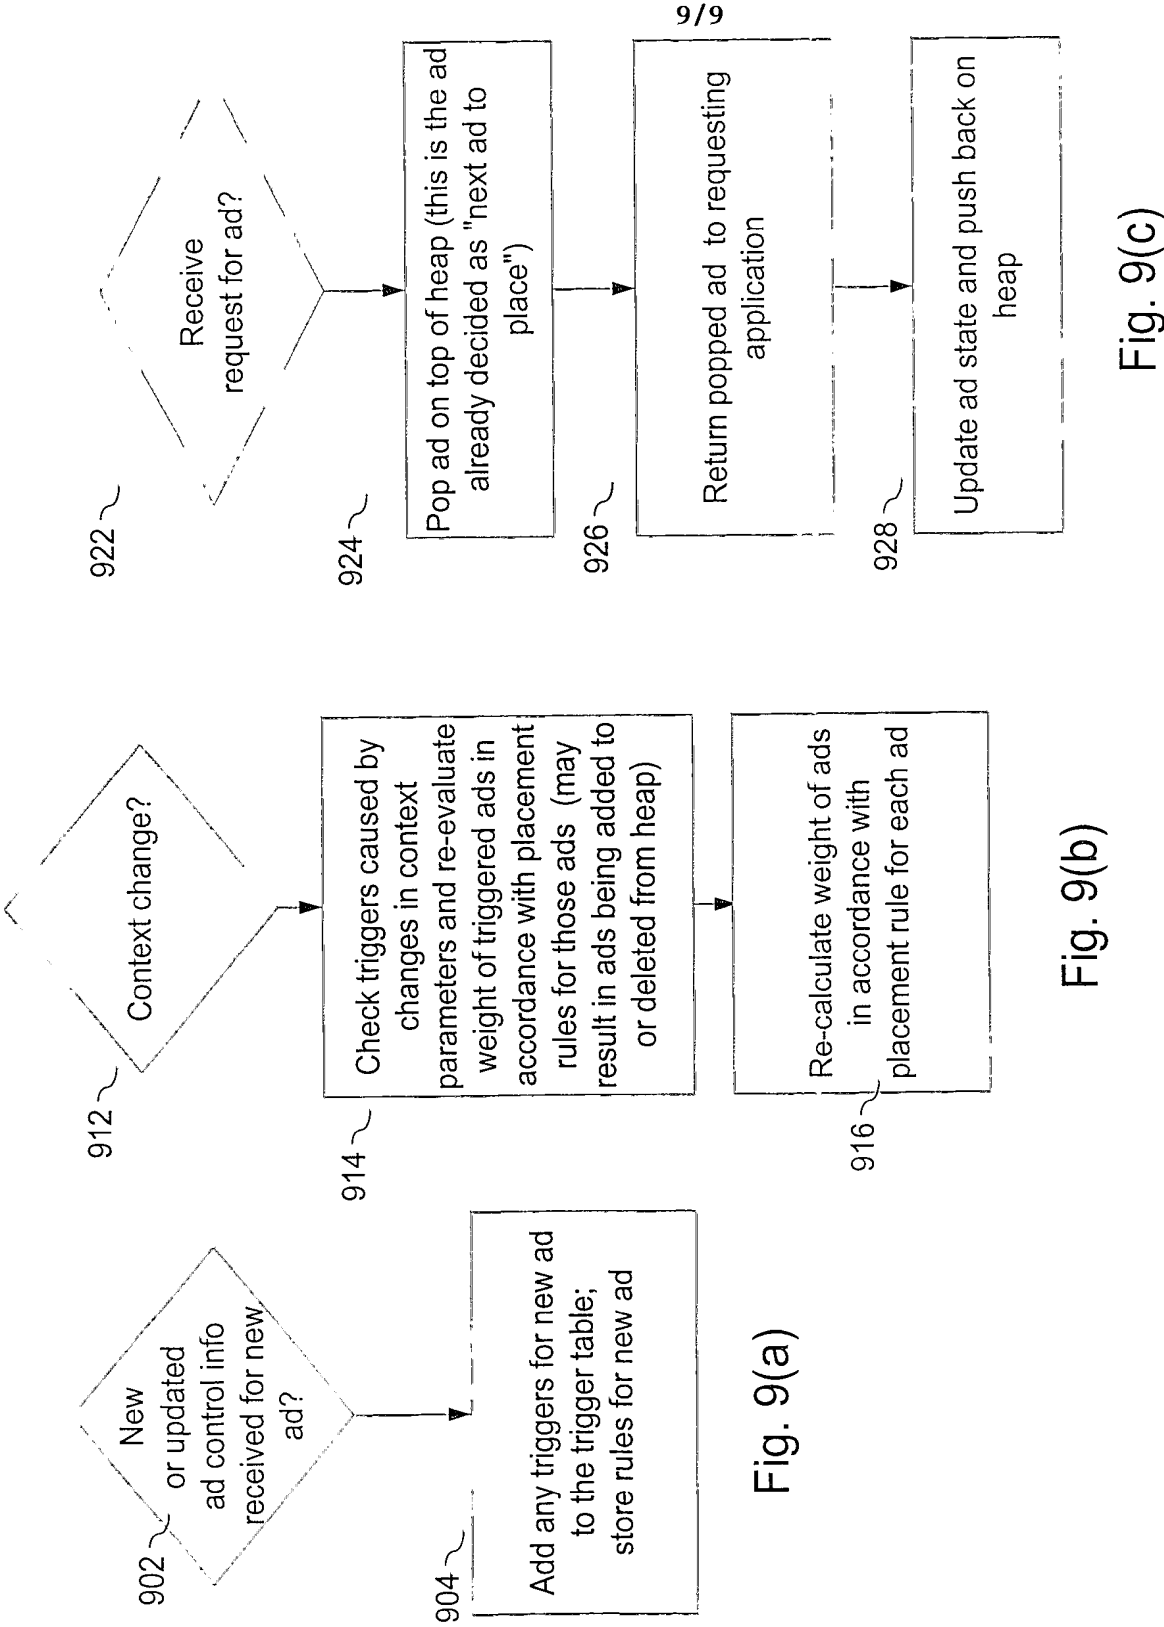 9/9
902
New
or updated
ad control info
received for new
ad?
904
Add any triggers for new ad
to the trigger table;
store rules for new ad
Fig. 9(a)
912
Context change?
914
Check triggers caused by
changes in context
parameters and re-evaluate
weight of triggered ads in
accordance with placement
rules for those ads (may
result in ads being added to
or deleted from heap)
916
Re-calculate weight of ads
in accordance with
placement rule for each ad
Fig. 9(b)
922
Receive
request for ad?
924
Pop ad on top of heap (this is the ad
already decided as "next ad to
place")
926
Return popped ad to requesting
application
928
Update ad state and push back on
heap
Fig. 9(c)